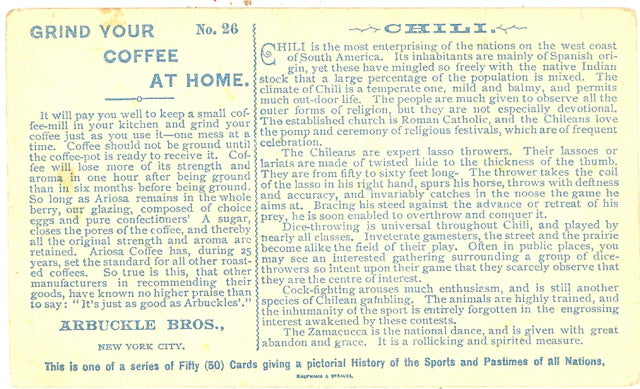 GRIND YOUR No. 26
COFFEE
AT HOME.
It will pay you well to keep a small cof-
fee-mill in your kitchen and grind your
coffee just as you use it—one mess at a
time. Coffee should not be ground until
the coffee-pot is ready to receive it. Cof-
fee will lose more of its strength and
aroma in one hour after being ground
than in six months before being ground.
So long as Ariosa remains in the whole
berry, our glazing, composed of choice
eggs and pure confectioners' A sugar,
closes the pores of the coffee, and thereby
all the original strength and aroma are
retained. Ariosa Coffee has, during 25
years, set the standard for all other roast-
ed coffees. So true is this, that other
manufacturers in recommending their
goods, have known no higher praise than
to say: "It's just as good as Arbuckles'."
ARBUCKLE BROS.,
NEW YORK CITY.
CHILI.
CHILI is the most enterprising of the nations on the west coast
of South America. Its inhabitants are mainly of Spanish ori-
gin, yet these have mingled so freely with the native Indian
stock that a large percentage of the population is mixed. The
climate of Chili is a temperate one, mild and balmy, and permits
much out-door life. The people are much given to observe all the
outer forms of religion, but they are not especially devotional.
The established church is Roman Catholic, and the Chileans love
the pomp and ceremony of religious festivals, which are of frequent
celebration.
The Chileans are expert lasso throwers. Their lassoes or
lariats are made of twisted hide to the thickness of the thumb.
They are from fifty to sixty feet long- The thrower takes the coil
of the lasso in his right hand, spurs his horse, throws with deftness
and accuracy, and invariably catches in the noose the game he
aims at. Bracing his steed against the advance or retreat of his
prey, he is soon enabled to overthrow and conquer it.
Dice-throwing is universal throughout Chili, and played by
nearly all classes. Inveterate gamesters, the street and the prairie
become alike the field of their play. Often in public places, you
may see an interested gathering surrounding a group of dice-
throwers so intent upon their game that they scarcely observe that
they are the centre of interest.
Cock-fighting arouses much enthusiasm, and is still another
species of Chilean gambling. The animals are highly trained, and
the inhumanity of the sport is entirely forgotten in the engrossing
interest awakened by these contests.
The Zamacucca is the national dance, and is given with great
abandon and grace. It is a rollicking and spirited measure.
This is one of a series of Fifty (50) Cards giving a pictorial History of the Sports and Pastimes of all Nations,
KAUFMANN & STRAUSS.